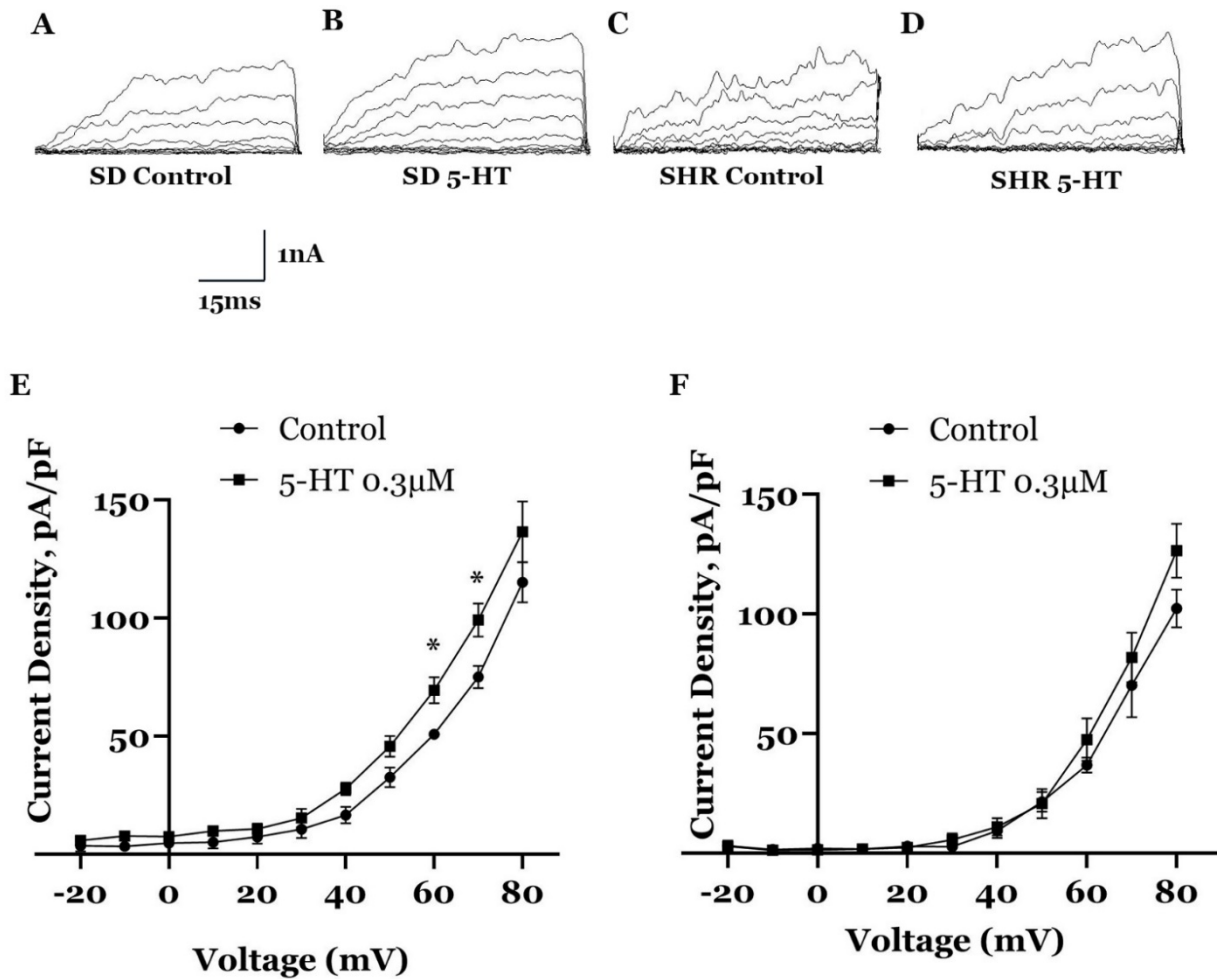 A
B
C
D
SD Control
SD 5-HT
SHR Control
SHR 5-HT
1nA
15ms
E
Control
5-HT 0.3µM
Current Density, pA/pF
150
100
50
-20 0 20 40 60 80
Voltage (mV)
*
*
F
Control
5-HT 0.3µM
Current Density, pA/pF
150
100
50
-20 0 20 40 60 80
Voltage (mV)